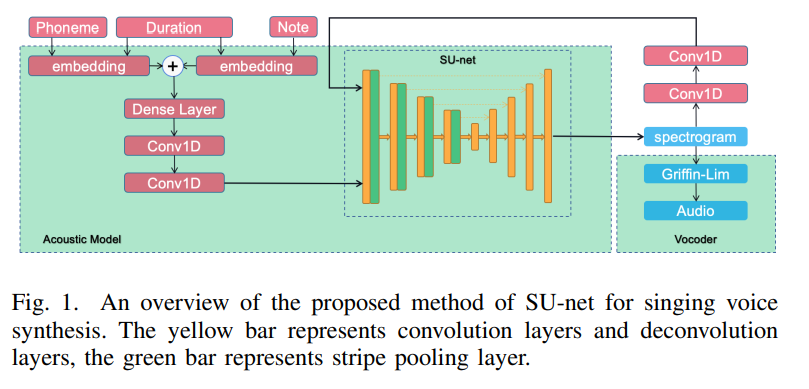 Phoneme
Duration
Note
embedding
+
embedding
Dense Layer
Conv1D
Conv1D
Acoustic Model
SU-net
Conv1D
Conv1D
spectrogram
Griffin-Lim
Audio
Vocoder
Fig. 1. An overview of the proposed method of SU-net for singing voice
synthesis. The yellow bar represents convolution layers and deconvolution
layers, the green bar represents stripe pooling layer.